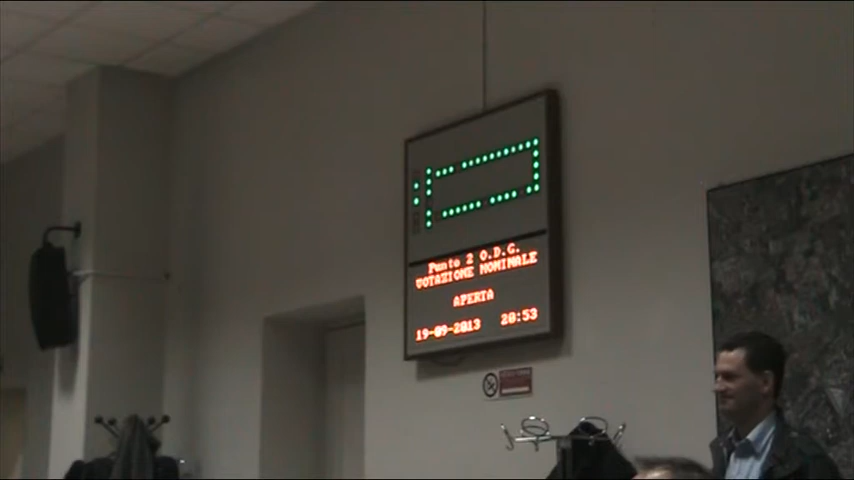 Punto 2 O.D.G.
VOTAZIONE NOMINALE
APERTA
19-09-2013 20:53